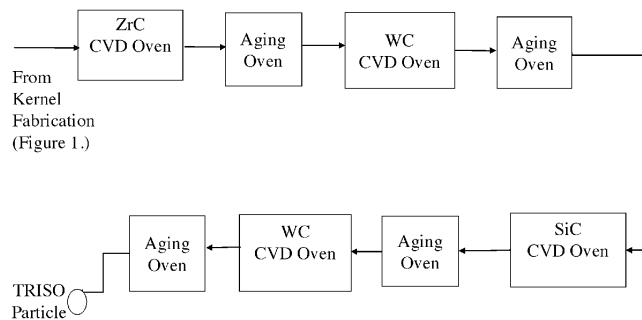 ZrC
CVD Oven
Aging
Oven
WC
CVD Oven
Aging
Oven
From
Kernel
Fabrication
(Figure 1.)
SiC
CVD Oven
Aging
Oven
WC
CVD Oven
Aging
Oven
TRISO
Particle